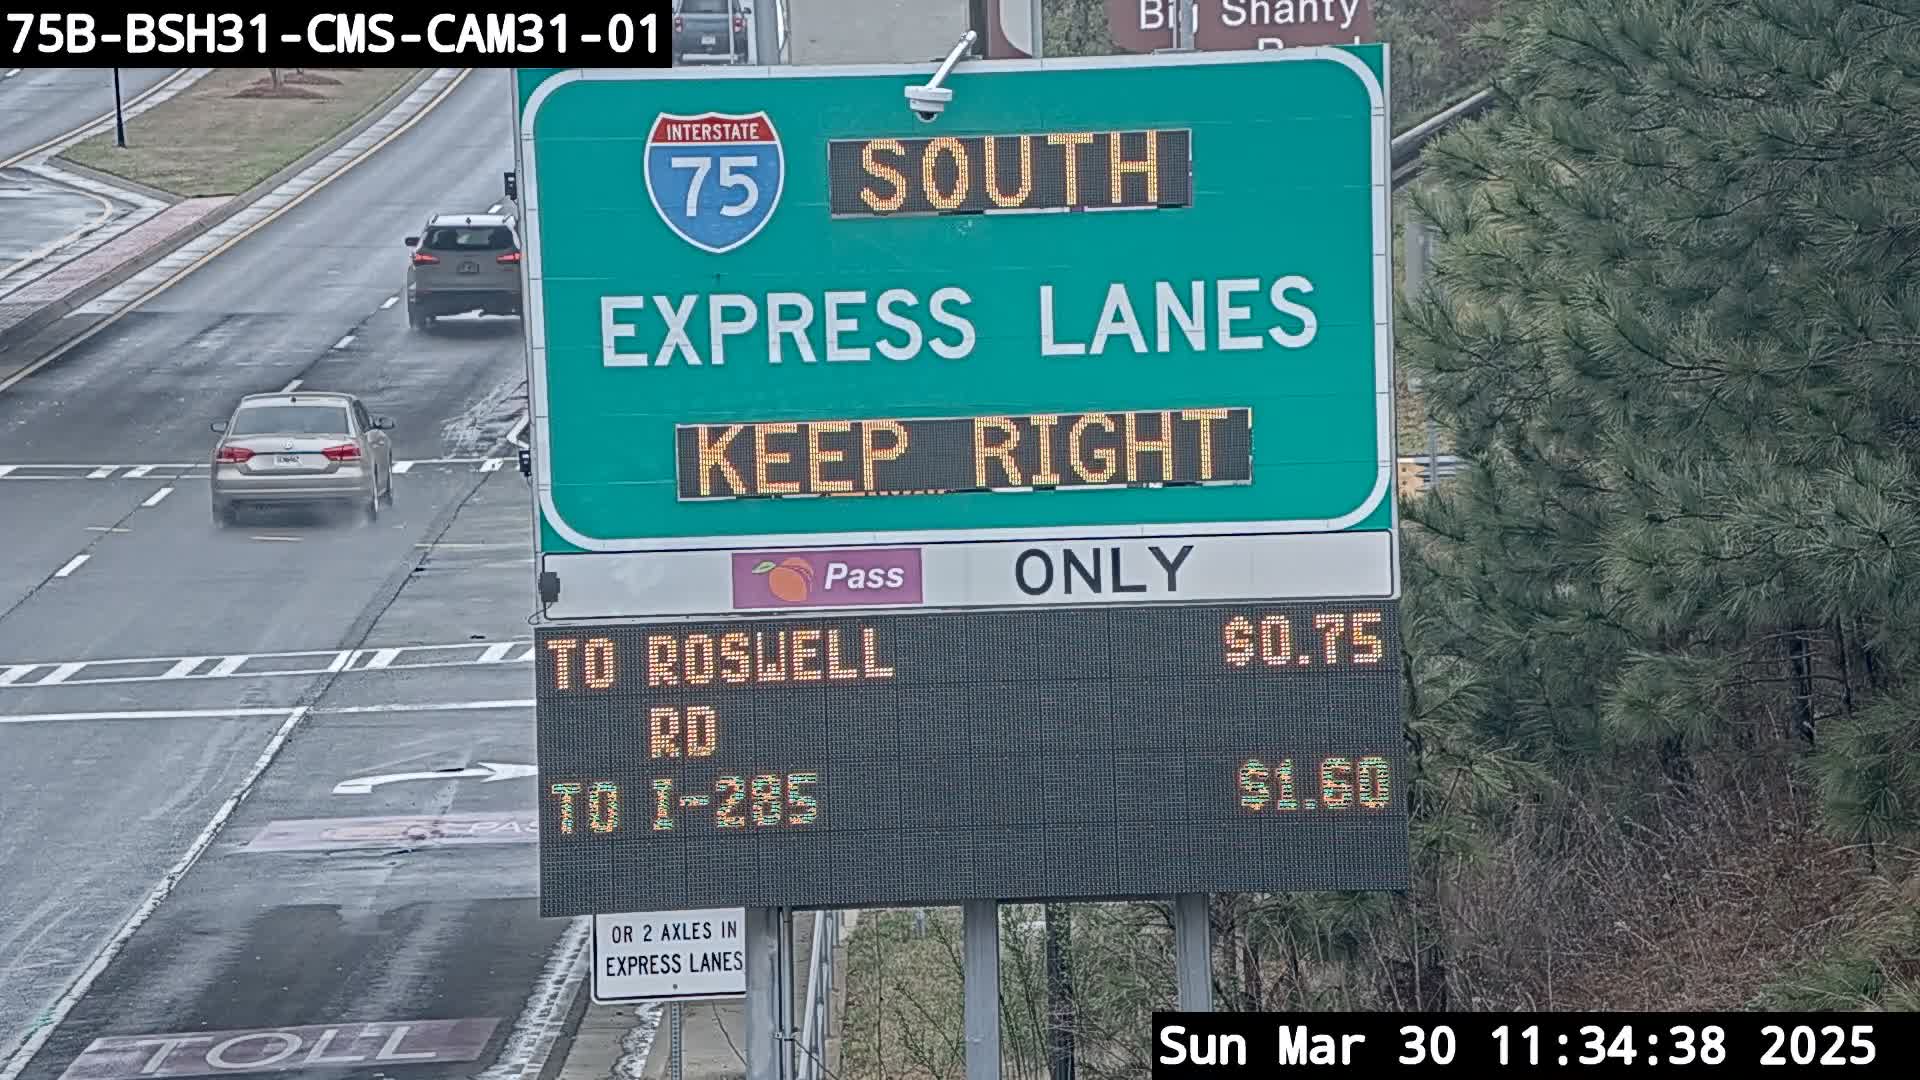 75B-BSH31-CMS-CAM31-01
Big Shanty
Road
INTERSTATE
75
SOUTH
EXPRESS LANES
KEEP RIGHT
Pass ONLY
TO ROSWELL $0.75
RD
TO I-285 $1.60
PAS
OR 2 AXLES IN
EXPRESS LANES
TOLL
Sun Mar 30 11:34:38 2025